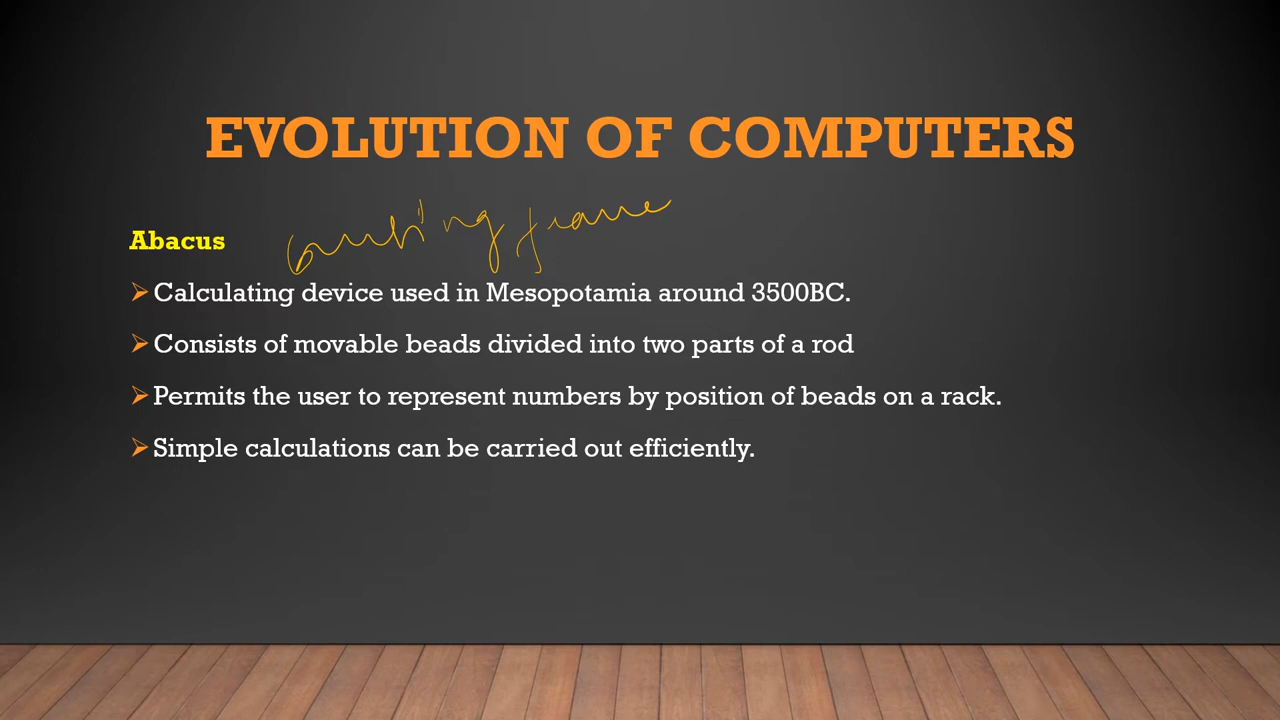 EVOLUTION OF COMPUTERS
counting frame
Abacus
Calculating device used in Mesopotamia around 3500BC.
Consists of movable beads divided into two parts of a rod
Permits the user to represent numbers by position of beads on a rack.
Simple calculations can be carried out efficiently.